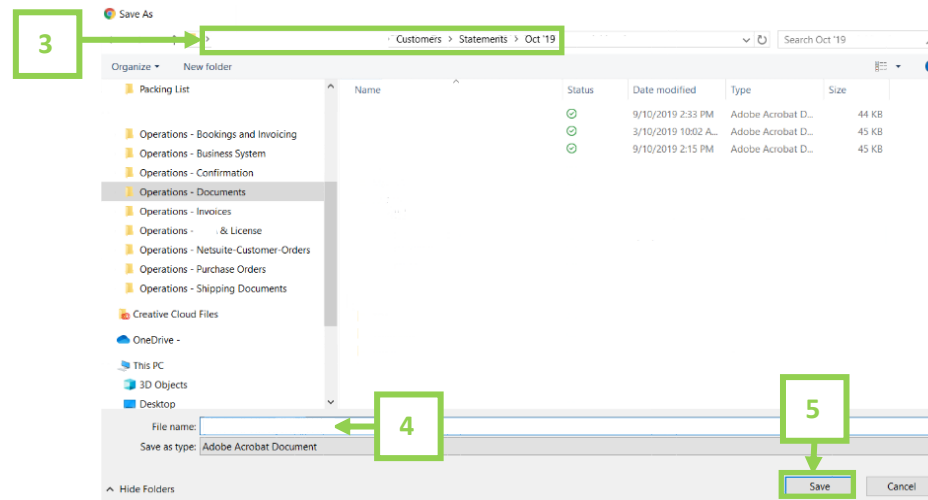 Save As
3
> Customers > Statements > Oct '19
Search Oct '19
Organize
New folder
Packing List
Operations - Bookings and Invoicing
Operations - Business System
Operations - Confirmation
Operations - Documents
Operations - Invoices
Operations - & License
Operations - Netsuite-Customer-Orders
Operations - Purchase Orders
Operations - Shipping Documents
Creative Cloud Files
OneDrive -
This PC
3D Objects
Desktop
Name Status Date modified Type Size
9/10/2019 2:33 PM Adobe Acrobat D... 44 KB
3/10/2019 10:02 A... Adobe Acrobat D... 45 KB
9/10/2019 2:15 PM Adobe Acrobat D... 45 KB
File name:
4
Save as type: Adobe Acrobat Document
5
Hide Folders
Save
Cancel